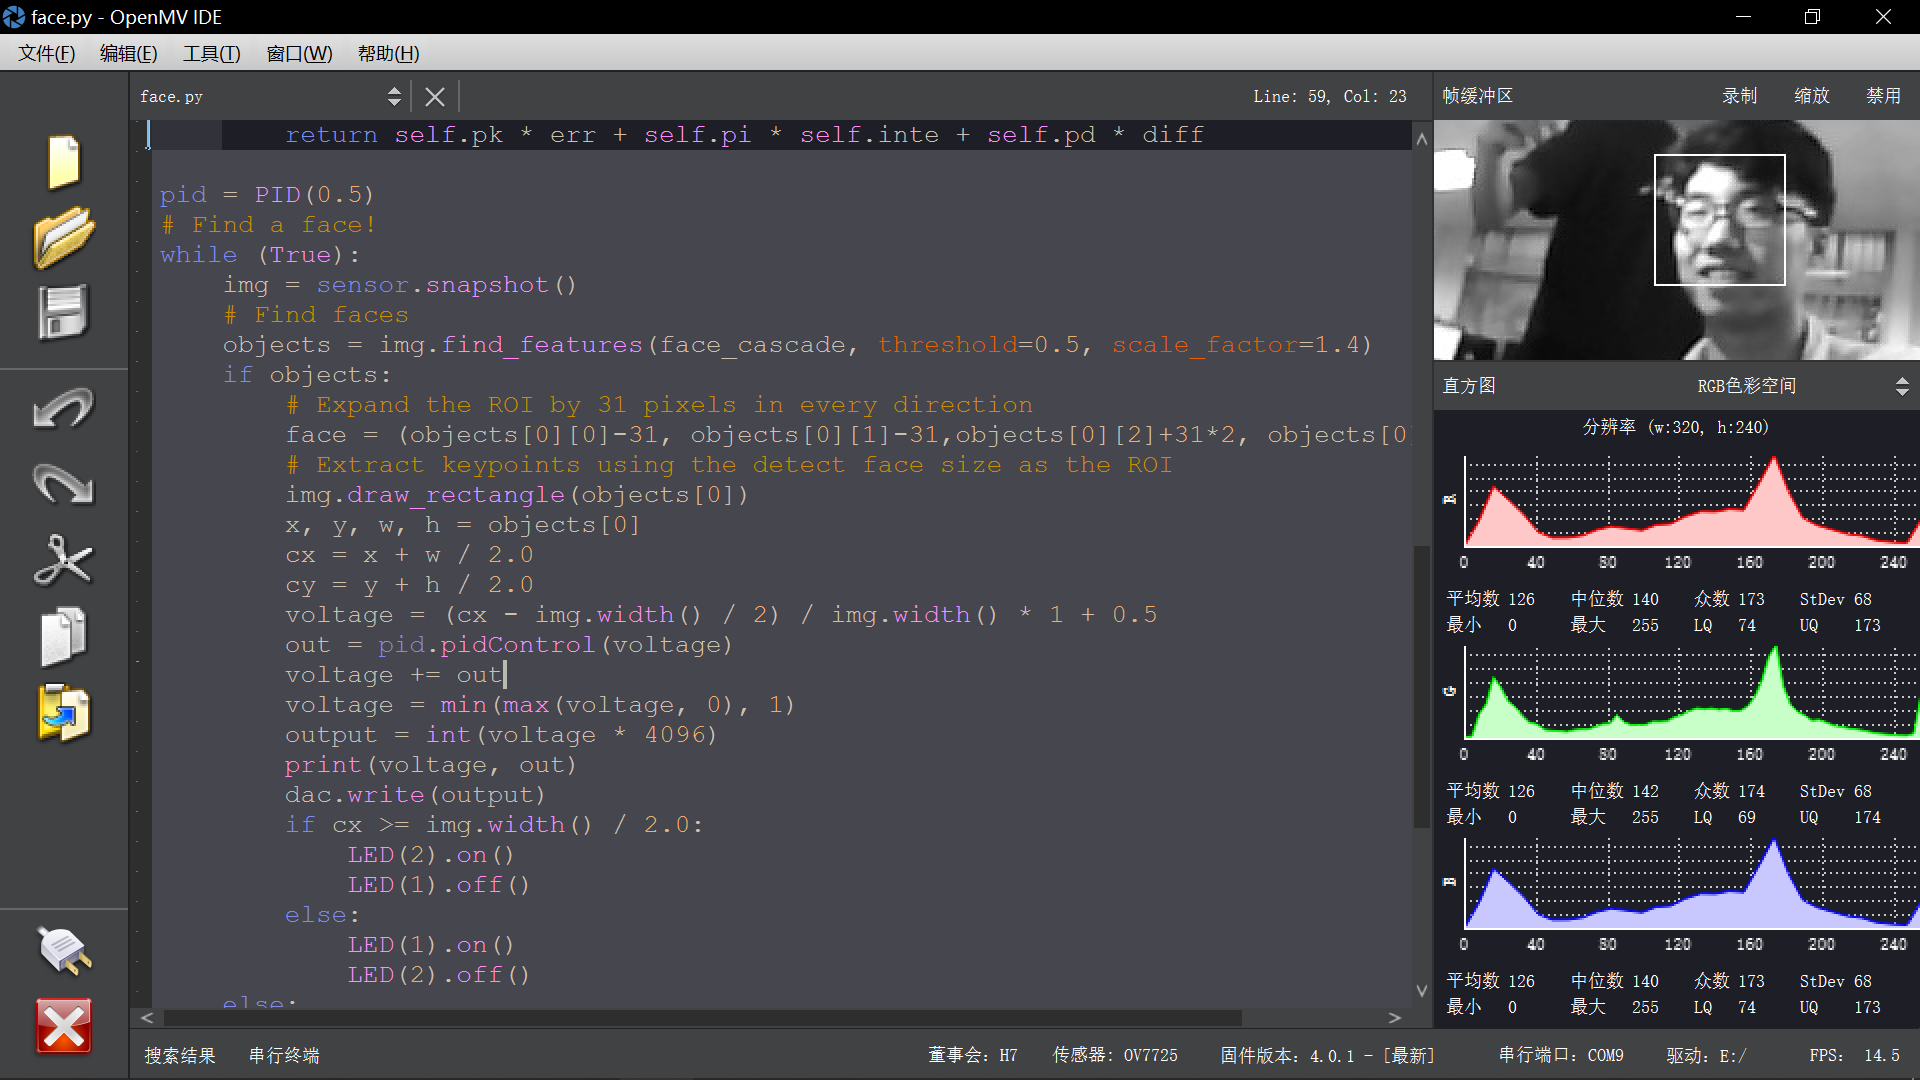 face.py - OpenMV IDE
文件(F) 编辑(E) 工具(T) 窗口(W) 帮助(H)
face.py
Line: 59, Col: 23
return self.pk * err + self.pi * self.inte + self.pd * diff
pid = PID(0.5)
# Find a face!
while (True):
img = sensor.snapshot()
# Find faces
objects = img.find_features(face_cascade, threshold=0.5, scale_factor=1.4)
if objects:
# Expand the ROI by 31 pixels in every direction
face = (objects[0][0]-31, objects[0][1]-31,objects[0][2]+31*2, objects[0]
# Extract keypoints using the detect face size as the ROI
img.draw_rectangle(objects[0])
x, y, w, h = objects[0]
cx = x + w / 2.0
cy = y + h / 2.0
voltage = (cx - img.width() / 2) / img.width() * 1 + 0.5
out = pid.pidControl(voltage)
voltage += out
voltage = min(max(voltage, 0), 1)
output = int(voltage * 4096)
print(voltage, out)
dac.write(output)
if cx >= img.width() / 2.0:
LED(2).on()
LED(1).off()
else:
LED(1).on()
LED(2).off()
else:
帧缓冲区 录制 缩放 禁用
直方图 RGB色彩空间
分辨率 (w:320, h:240)
R
0 40 80 120 160 200 240
平均数 126 中位数 140 众数 173 StDev 68
最小 0 最大 255 LQ 74 UQ 173
G
0 40 80 120 160 200 240
平均数 126 中位数 142 众数 174 StDev 68
最小 0 最大 255 LQ 69 UQ 174
B
0 40 80 120 160 200 240
平均数 126 中位数 140 众数 173 StDev 68
最小 0 最大 255 LQ 74 UQ 173
搜索结果 串行终端 董事会: H7 传感器: OV7725 固件版本: 4.0.1 - [最新] 串行端口: COM9 驱动: E:/ FPS: 14.5